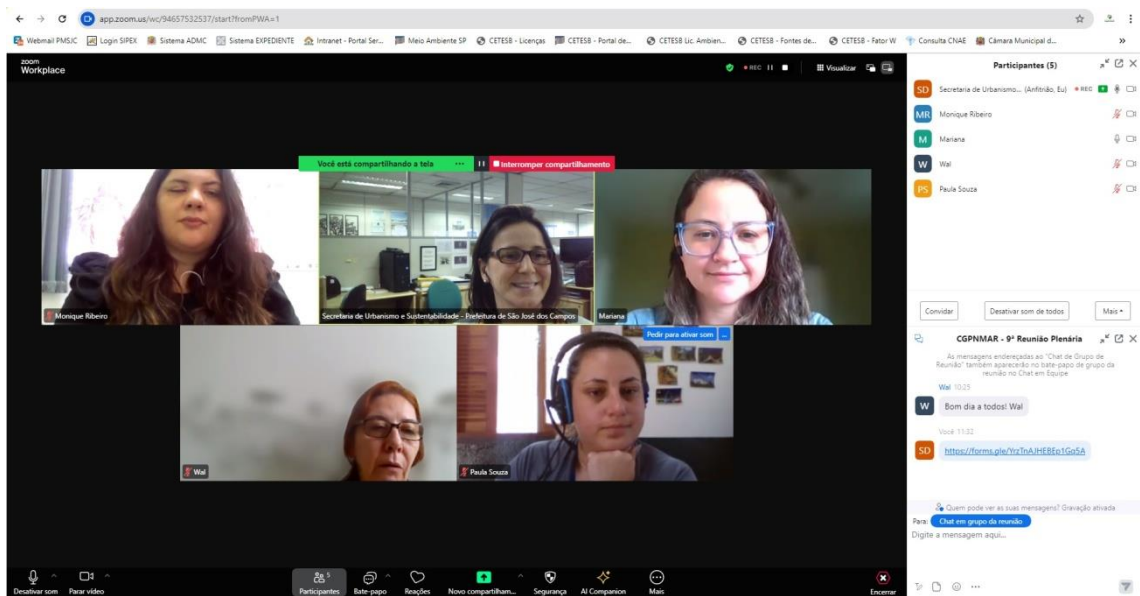 app.zoom.us/wc/94657532537/start?fromPWA=1
Webmail PMSJC Login SIPEX Sistema ADMC Sistema EXPEDIENTE Intranet - Portal Ser... Meio Ambiente SP CETESB - Licenças CETESB - Portal de... CETESB Lic. Ambien... CETESB - Fontes de... CETESB - Fator W Consulta CNAE Câmara Municipal d... »
zoom
Workplace
REC
Visualizar
Você está compartilhando a tela ...
Interromper compartilhamento
Monique Ribeiro
Secretaria de Urbanismo e Sustentabilidade - Prefeitura de São José dos Campos
Mariana
Pedir para ativar som ...
Wal
Paula Souza
Desativar som
Parar vídeo
5
Participantes
Bate-papo
Reações
Novo compartilham...
Segurança
AI Companion
Mais
Encerrar
Participantes (5)
SD Secretaria de Urbanismo... (Anfitrião, Eu) REC
MR Monique Ribeiro
M Mariana
W Wal
PS Paula Souza
Convidar
Desativar som de todos
Mais
CGPNMAR - 9ª Reunião Plenária
As mensagens endereçadas ao "Chat de Grupo de
Reunião" também aparecerão no bate-papo de grupo da
reunião no Chat em Equipe
Wal 10:25
W Bom dia a todos! Wal
Você 11:32
SD
Quem pode ver as suas mensagens? Gravação ativada
Para: Chat em grupo da reunião
Digite a mensagem aqui...